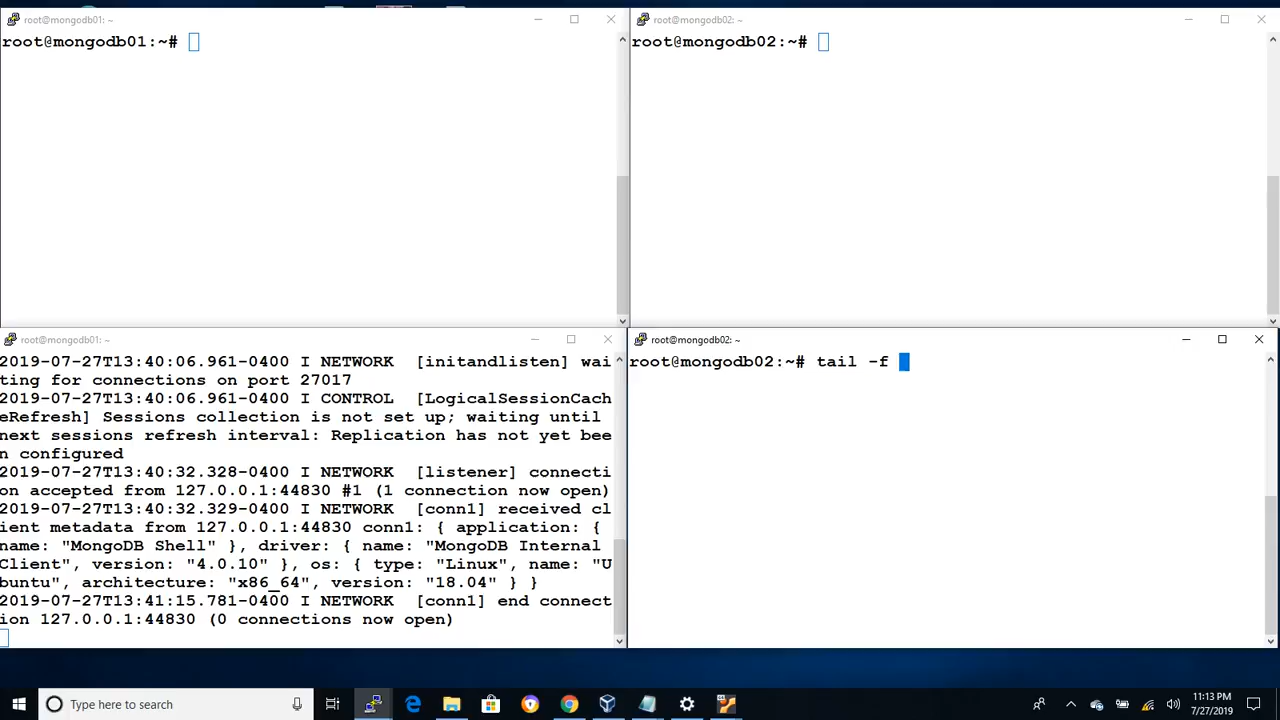 root@mongodb01: ~
root@mongodb01:~#
root@mongodb02: ~
root@mongodb02:~#
root@mongodb01: ~
2019-07-27T13:40:06.961-0400 I NETWORK  [initandlisten] wai
ting for connections on port 27017
2019-07-27T13:40:06.961-0400 I CONTROL  [LogicalSessionCach
eRefresh] Sessions collection is not set up; waiting until
next sessions refresh interval: Replication has not yet bee
n configured
2019-07-27T13:40:32.328-0400 I NETWORK  [listener] connecti
on accepted from 127.0.0.1:44830 #1 (1 connection now open)
2019-07-27T13:40:32.329-0400 I NETWORK  [conn1] received cl
ient metadata from 127.0.0.1:44830 conn1: { application: {
name: "MongoDB Shell" }, driver: { name: "MongoDB Internal
Client", version: "4.0.10" }, os: { type: "Linux", name: "U
buntu", architecture: "x86_64", version: "18.04" } }
2019-07-27T13:41:15.781-0400 I NETWORK  [conn1] end connect
ion 127.0.0.1:44830 (0 connections now open)
root@mongodb02: ~
root@mongodb02:~# tail -f
Type here to search
11:13 PM
7/27/2019